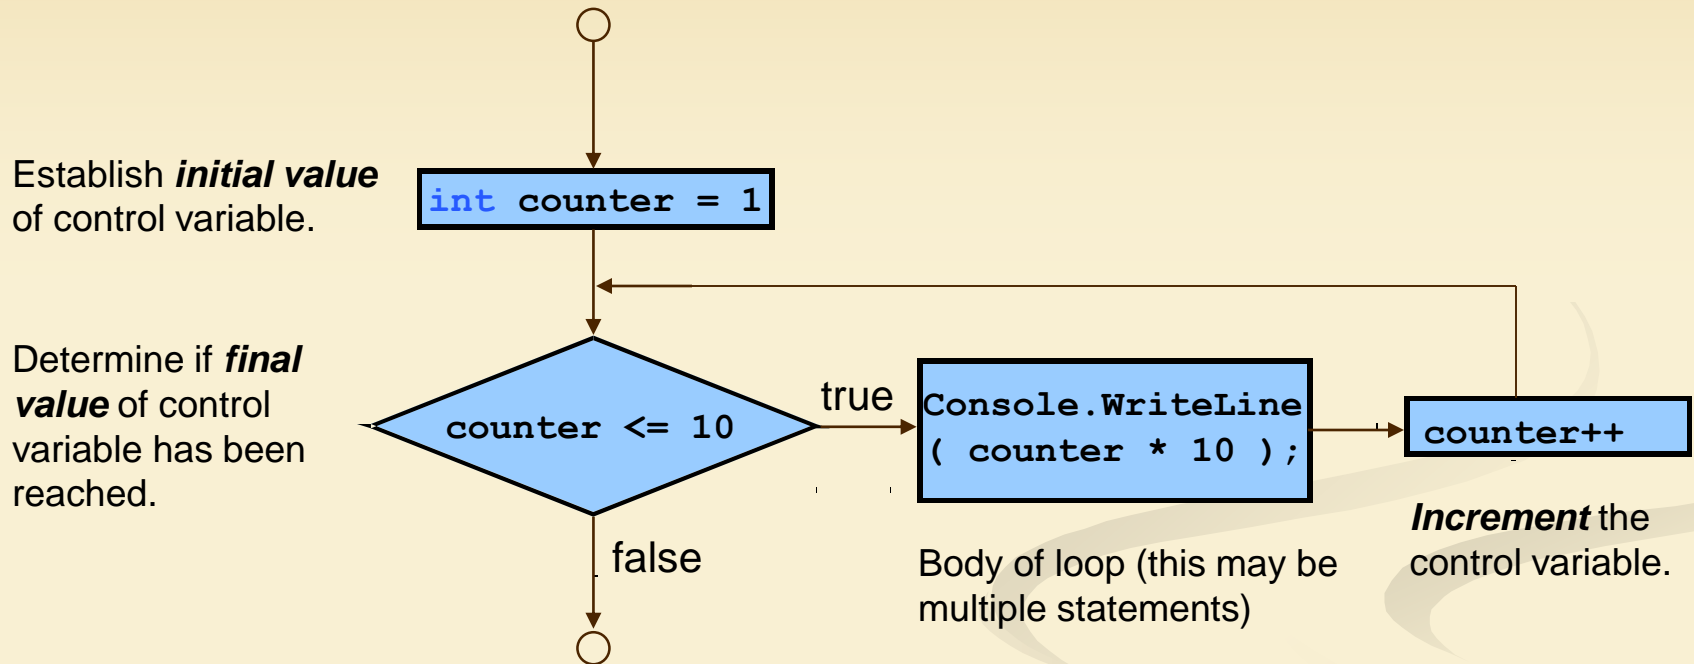 Establish initial value
of control variable.
int counter = 1
Determine if final
value of control
variable has been
reached.
counter <= 10
true
Console.WriteLine
( counter * 10 );
counter++
false
Body of loop (this may be
multiple statements)
Increment the
control variable.